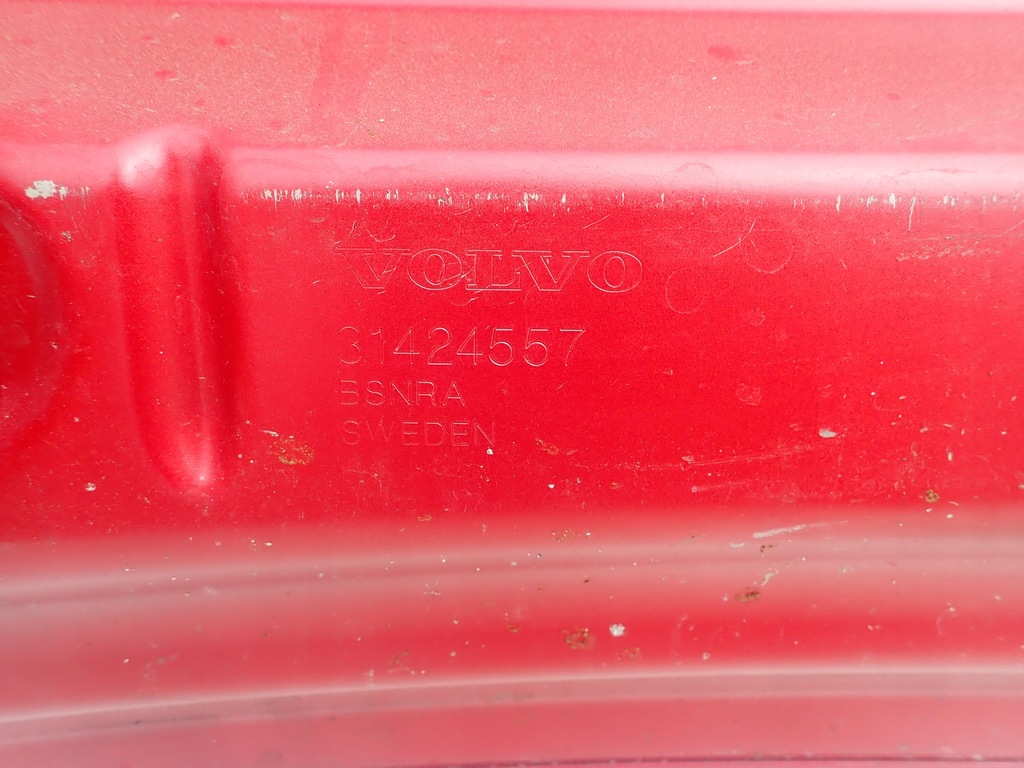 VOLVO
31424557
BSNRA
SWEDEN